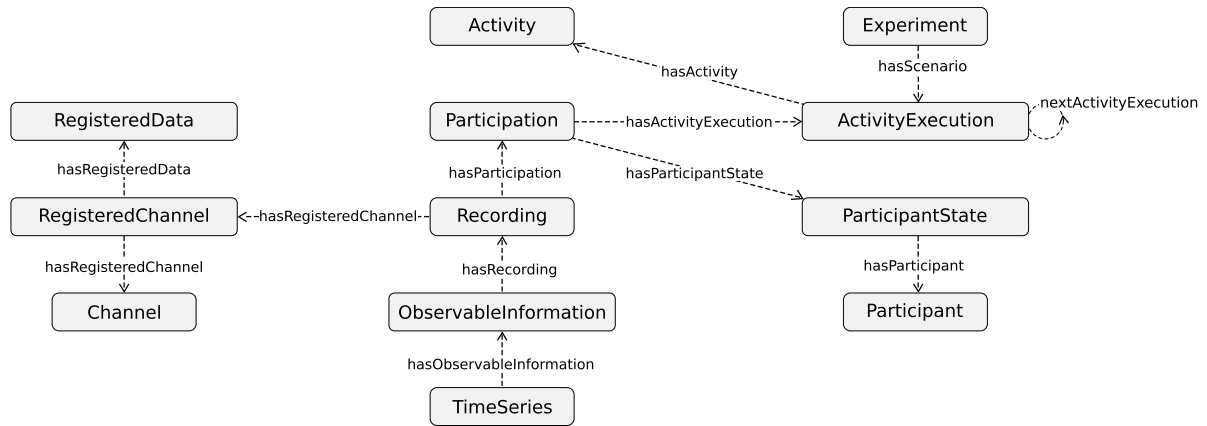 Activity
Experiment
hasActivity
hasScenario
nextActivityExecution
RegisteredData
Participation
hasActivityExecution
ActivityExecution
hasRegisteredData
hasParticipation
hasParticipantState
RegisteredChannel
hasRegisteredChannel
Recording
ParticipantState
hasRegisteredChannel
hasRecording
hasParticipant
Channel
ObservableInformation
Participant
hasObservableInformation
TimeSeries